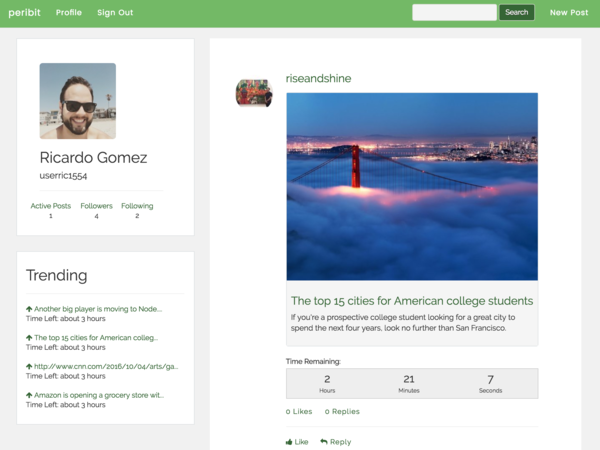 peribit Profile Sign Out Search New Post
Ricardo Gomez
userric1554
Active Posts Followers Following
1 4 2
Trending
Another big player is moving to Node...
Time Left: about 3 hours
The top 15 cities for American colleg...
Time Left: about 3 hours
http://www.cnn.com/2016/10/04/arts/ga...
Time Left: about 3 hours
Amazon is opening a grocery store wit...
Time Left: about 3 hours
riseandshine
The top 15 cities for American college students
If you're a prospective college student looking for a great city to
spend the next four years, look no further than San Francisco.
Time Remaining:
2 21 7
Hours Minutes Seconds
0 Likes 0 Replies
Like Reply